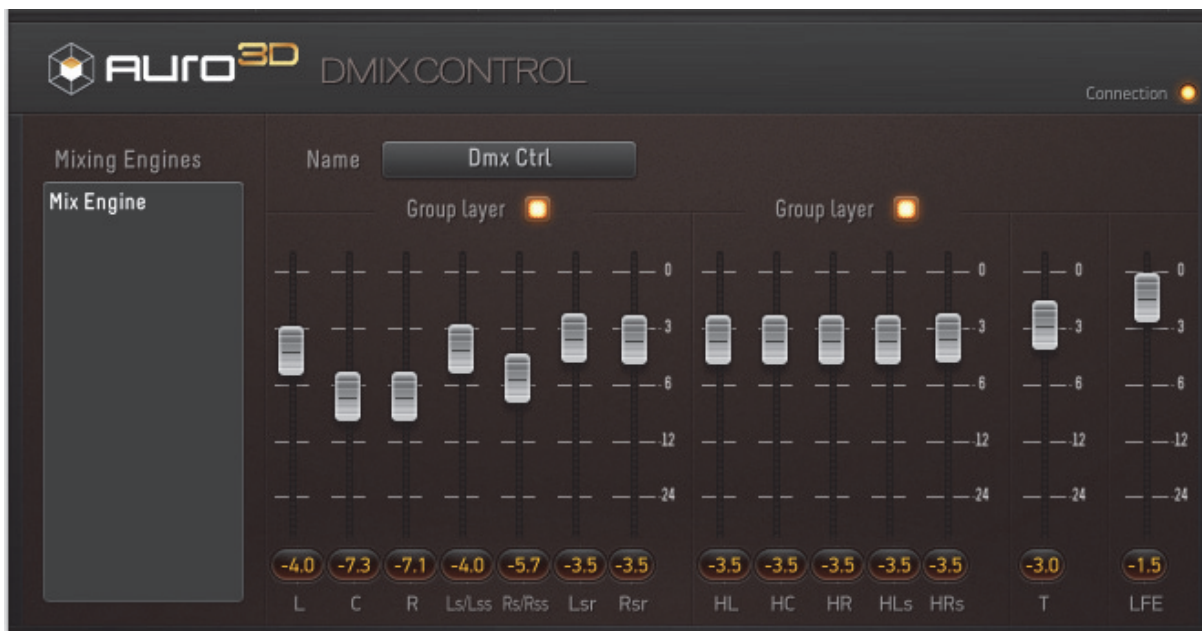 AURO 3D DMIX CONTROL
Connection
Mixing Engines
Name Dmx Ctrl
Mix Engine
Group layer Group layer
0 0 0 0
3 3 3 3
6 6 6 6
12 12 12 12
24 24 24 24
-4.0 -7.3 -7.1 -4.0 -5.7 -3.5 -3.5 -3.5 -3.5 -3.5 -3.5 -3.5 -3.0 -1.5
L C R Ls/Lss Rs/Rss Lsr Rsr HL HC HR HLs HRs T LFE